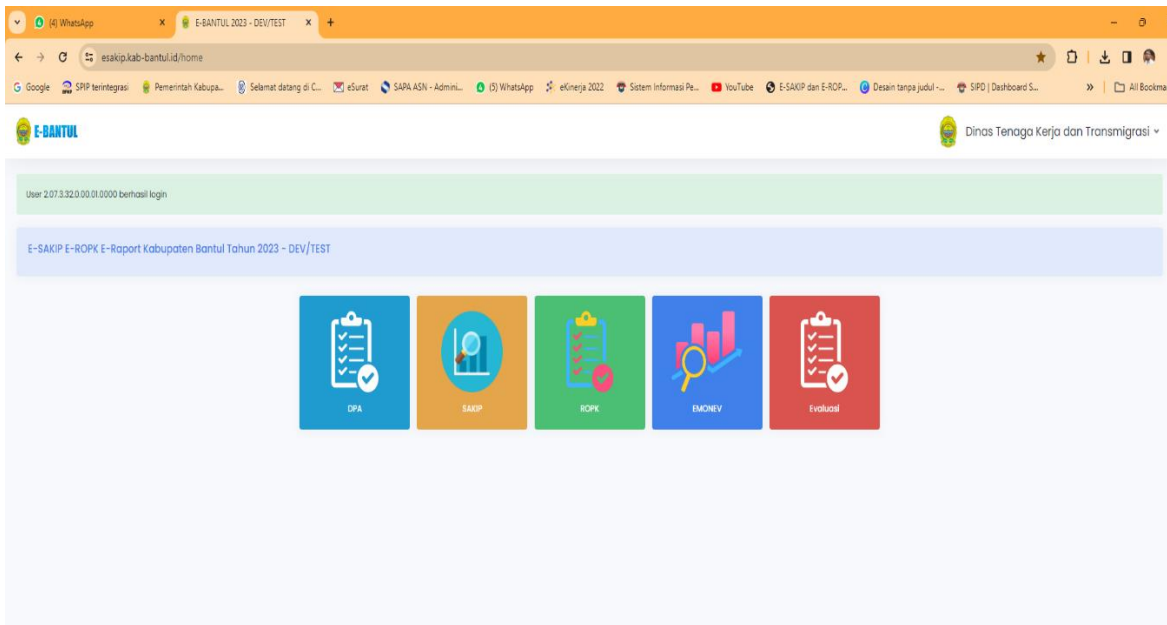 (4) WhatsApp
E-BANTUL 2023 - DEV/TEST
esakip.kab-bantul.id/home
Google SPIP terintegrasi Pemerintah Kabupa... Selamat datang di C... eSurat SAPA ASN - Admini... (5) WhatsApp eKinerja 2022 Sistem Informasi Pe... YouTube E-SAKIP dan E-ROP... Desain tanpa judul -... SIPD | Dashboard S... » All Bookma
E-BANTUL
Dinas Tenaga Kerja dan Transmigrasi
User 2.07.3.32.0.00.01.0000 berhasil login
E-SAKIP E-ROPK E-Raport Kabupaten Bantul Tahun 2023 - DEV/TEST
DPA
SAKIP
ROPK
EMONEV
Evaluasi